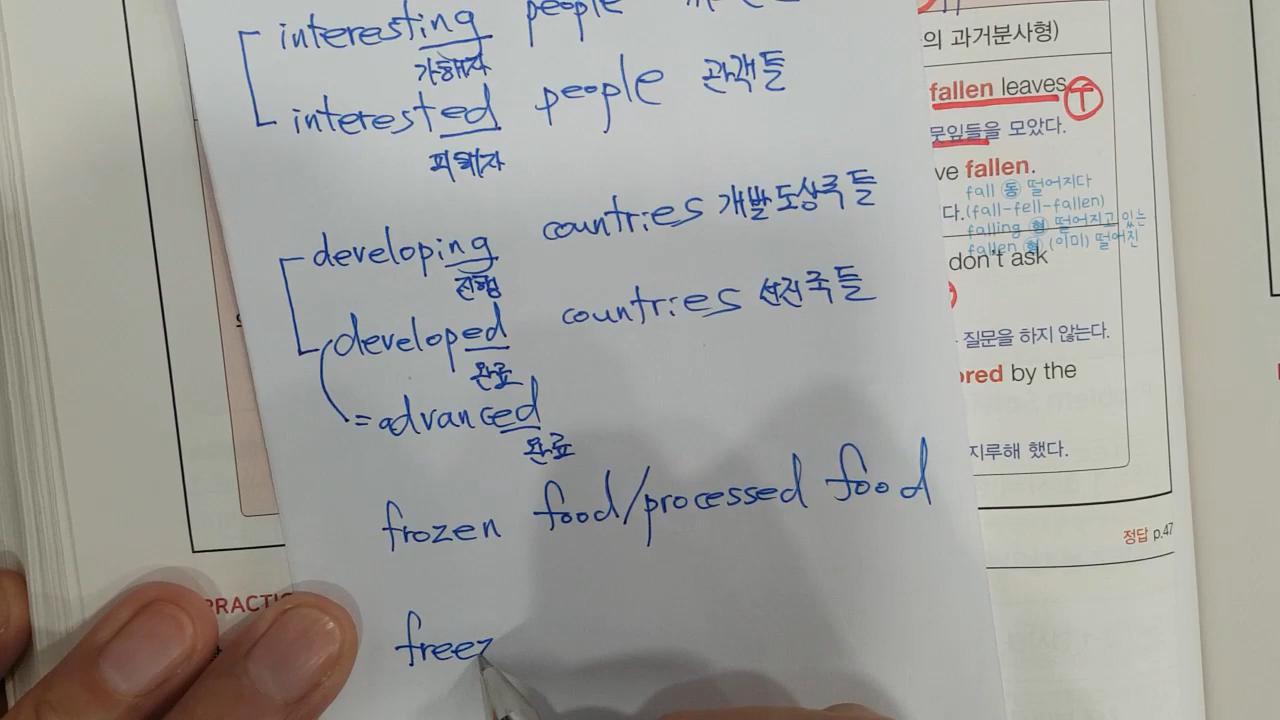 interesting people
가해자
interested people 관객들
피해자
developing countries 개발도상국들
진행
developed countries 선진국들
완료
= advanced
완료
frozen food/processed food
freez
의 과거분사형)
fallen leaves T
뭇잎들을 모았다.
ve fallen.
fall 동 떨어지다
다. (fall-fell-fallen)
falling 형 떨어지고 있는
fallen 형 (이미) 떨어진
don't ask
질문을 하지 않는다.
ored by the
지루해 했다.
정답 p.47
PRACTIC